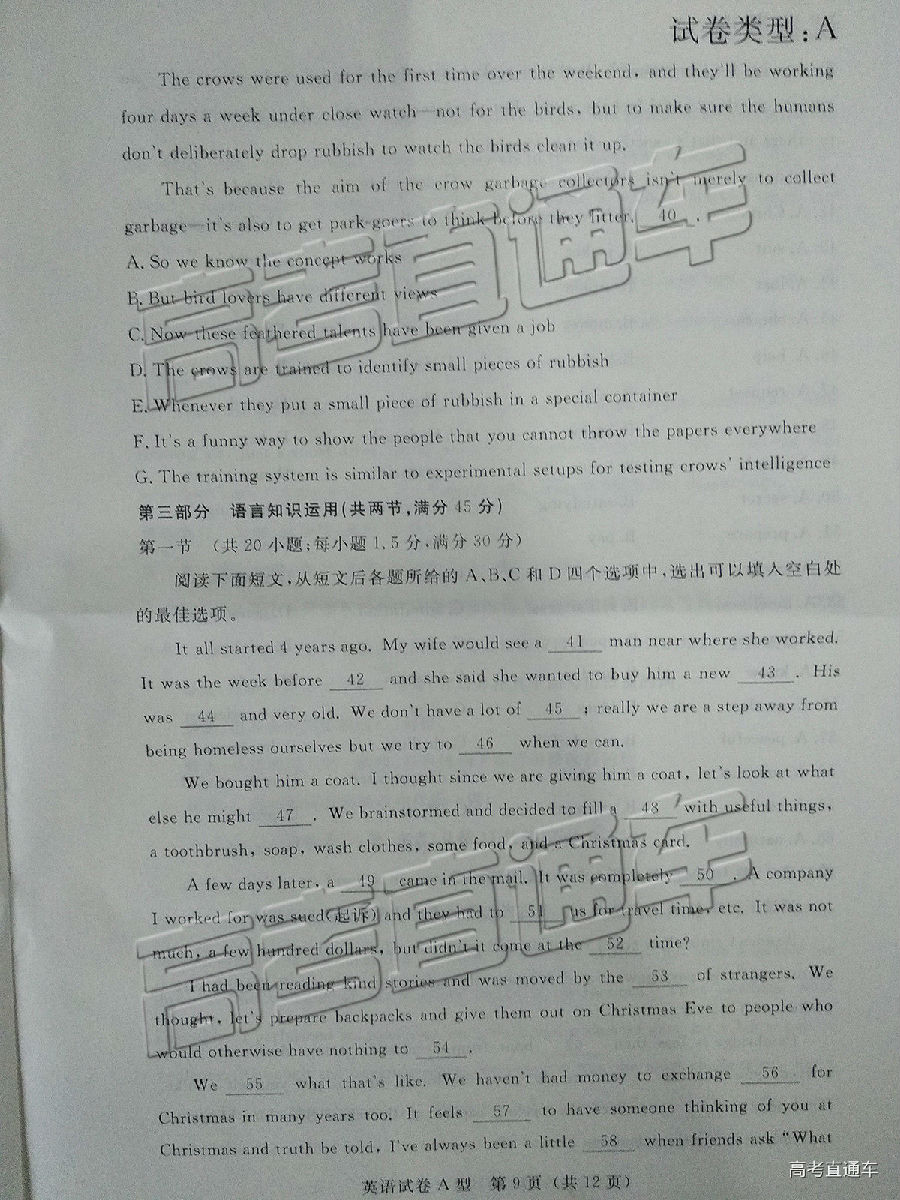 试卷类型：A
The crows were used for the first time over the weekend, and they'll be working
four days a week under close watch—not for the birds, but to make sure the humans
don't deliberately drop rubbish to watch the birds clean it up.
That's because the aim of the crow garbage collectors isn't merely to collect
garbage—it's also to get park-goers to think before they litter. 40 .
A. So we know the concept works
B. But bird lovers have different views
C. Now these feathered talents have been given a job
D. The crows are trained to identify small pieces of rubbish
E. Whenever they put a small piece of rubbish in a special container
F. It's a funny way to show the people that you cannot throw the papers everywhere
G. The training system is similar to experimental setups for testing crows' intelligence
第三部分 语言知识运用(共两节,满分45分)
第一节 (共20小题;每小题1.5分,满分30分)
阅读下面短文,从短文后各题所给的A、B、C和D四个选项中,选出可以填入空白处
的最佳选项。
It all started 4 years ago. My wife would see a 41 man near where she worked.
It was the week before 42 and she said she wanted to buy him a new 43 . His
was 44 and very old. We don't have a lot of 45 ; really we are a step away from
being homeless ourselves but we try to 46 when we can.
We bought him a coat. I thought since we are giving him a coat, let's look at what
else he might 47 . We brainstormed and decided to fill a 48 with useful things,
a toothbrush, soap, wash clothes, some food, and a Christmas card.
A few days later, a 49 came in the mail. It was completely 50 . A company
I worked for was sued(起诉) and they had to 51 us for travel time, etc. It was not
much, a few hundred dollars, but didn't it come at the 52 time?
I had been reading kind stories and was moved by the 53 of strangers. We
thought, let's prepare backpacks and give them out on Christmas Eve to people who
would otherwise have nothing to 54 .
We 55 what that's like. We haven't had money to exchange 56 for
Christmas in many years too. It feels 57 to have someone thinking of you at
Christmas and truth be told, I've always been a little 58 when friends ask "What
英语试卷A型 第9页(共12页)
高考直通车
高考直通车
高考直通车